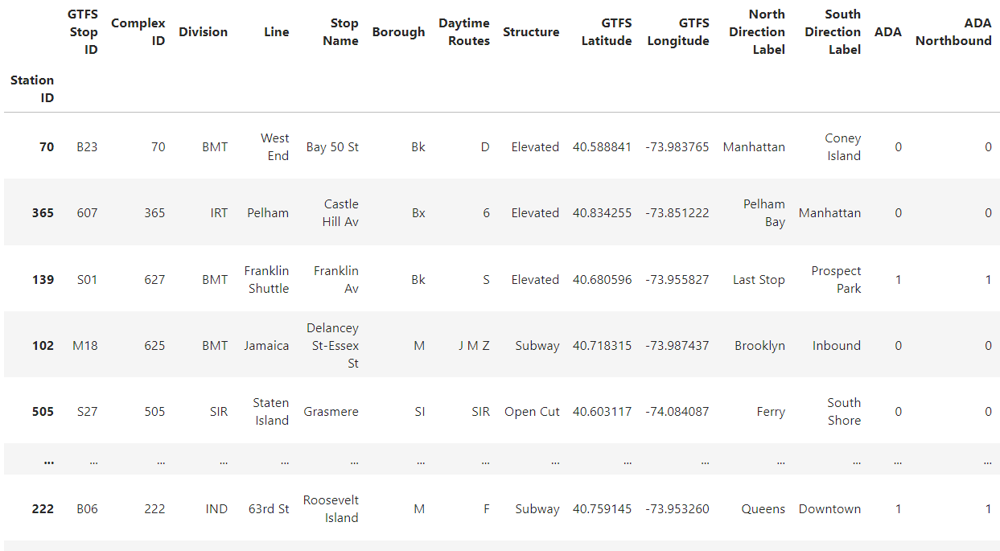 GTFS Stop ID Complex ID Division Line Stop Name Borough Daytime Routes Structure GTFS Latitude GTFS Longitude North Direction Label South Direction Label ADA ADA Northbound
Station ID
70 B23 70 BMT West End Bay 50 St Bk D Elevated 40.588841 -73.983765 Manhattan Coney Island 0 0
365 607 365 IRT Pelham Castle Hill Av Bx 6 Elevated 40.834255 -73.851222 Pelham Bay Manhattan 0 0
139 S01 627 BMT Franklin Shuttle Franklin Av Bk S Elevated 40.680596 -73.955827 Last Stop Prospect Park 1 1
102 M18 625 BMT Jamaica Delancey St-Essex St M J M Z Subway 40.718315 -73.987437 Brooklyn Inbound 0 0
505 S27 505 SIR Staten Island Grasmere SI SIR Open Cut 40.603117 -74.084087 Ferry South Shore 0 0
... ... ... ... ... ... ... ... ... ... ... ... ... ... ...
222 B06 222 IND 63rd St Roosevelt Island M F Subway 40.759145 -73.953260 Queens Downtown 1 1